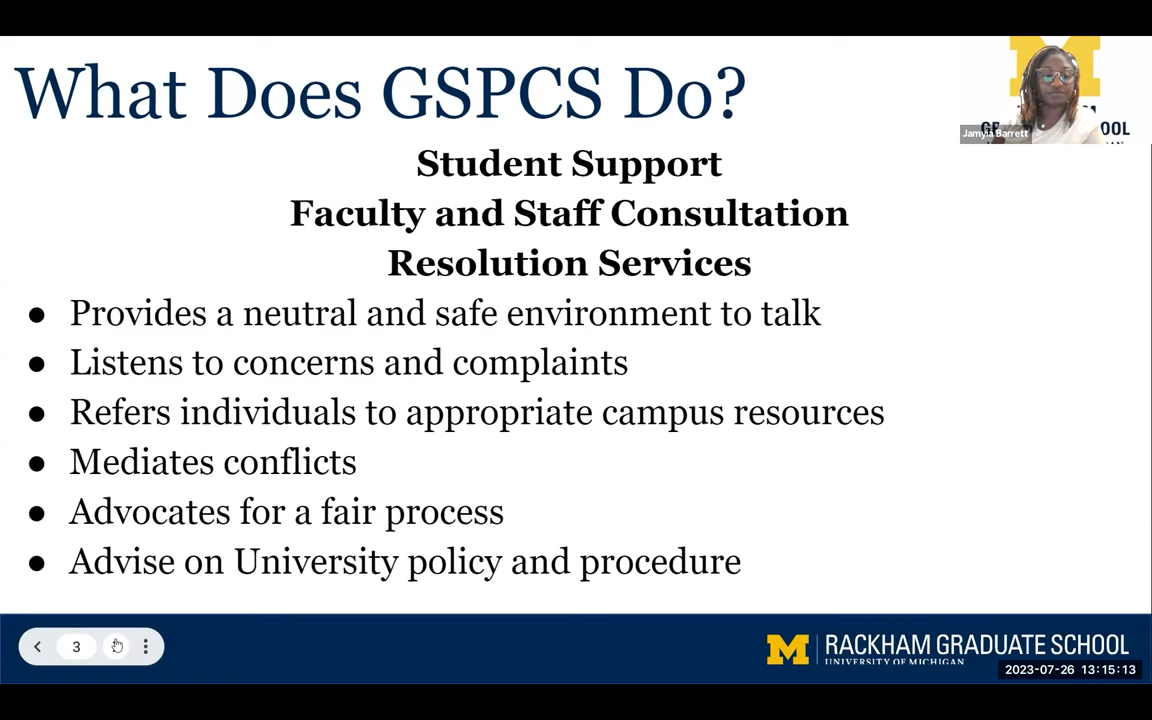 What Does GSPCS Do?
Jamyia Barrett
Student Support
Faculty and Staff Consultation
Resolution Services
● Provides a neutral and safe environment to talk
● Listens to concerns and complaints
● Refers individuals to appropriate campus resources
● Mediates conflicts
● Advocates for a fair process
● Advise on University policy and procedure
3
M RACKHAM GRADUATE SCHOOL
UNIVERSITY OF MICHIGAN
2023-07-26 13:15:13